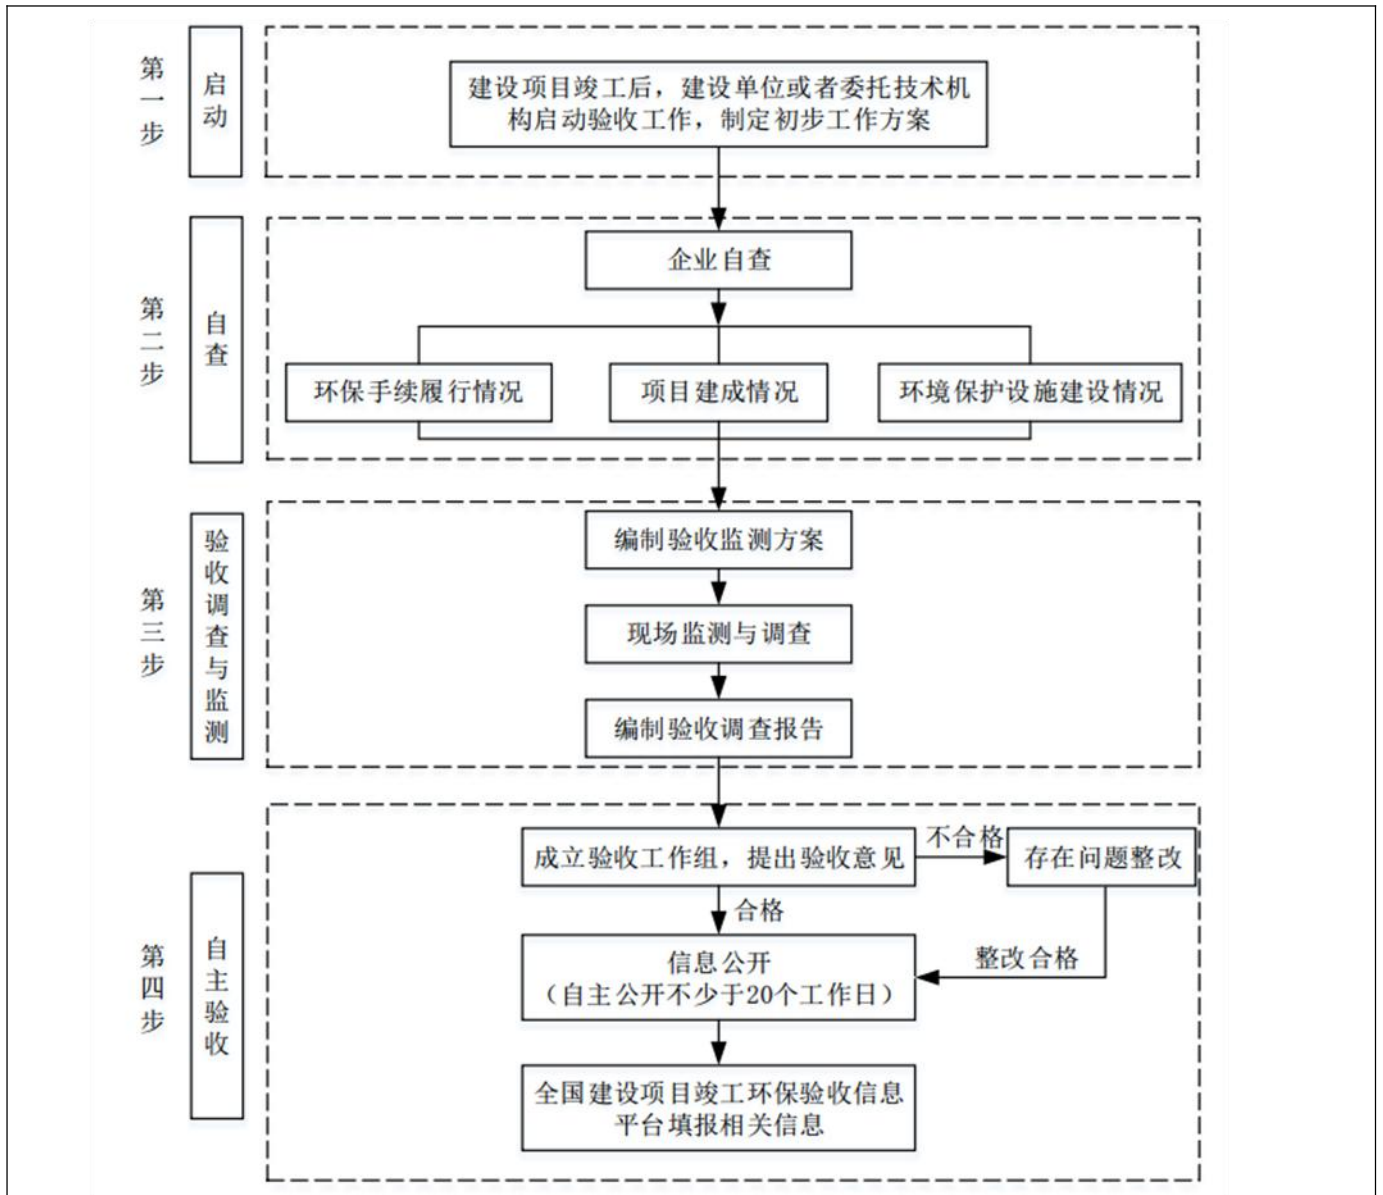 第一步
启动
建设项目竣工后，建设单位或者委托技术机
构启动验收工作，制定初步工作方案
第二步
自查
企业自查
环保手续履行情况
项目建成情况
环境保护设施建设情况
第三步
验收调查与监测
编制验收监测方案
现场监测与调查
编制验收调查报告
第四步
自主验收
成立验收工作组，提出验收意见
不合格
存在问题整改
合格
整改合格
信息公开
（自主公开不少于20个工作日）
全国建设项目竣工环保验收信息
平台填报相关信息